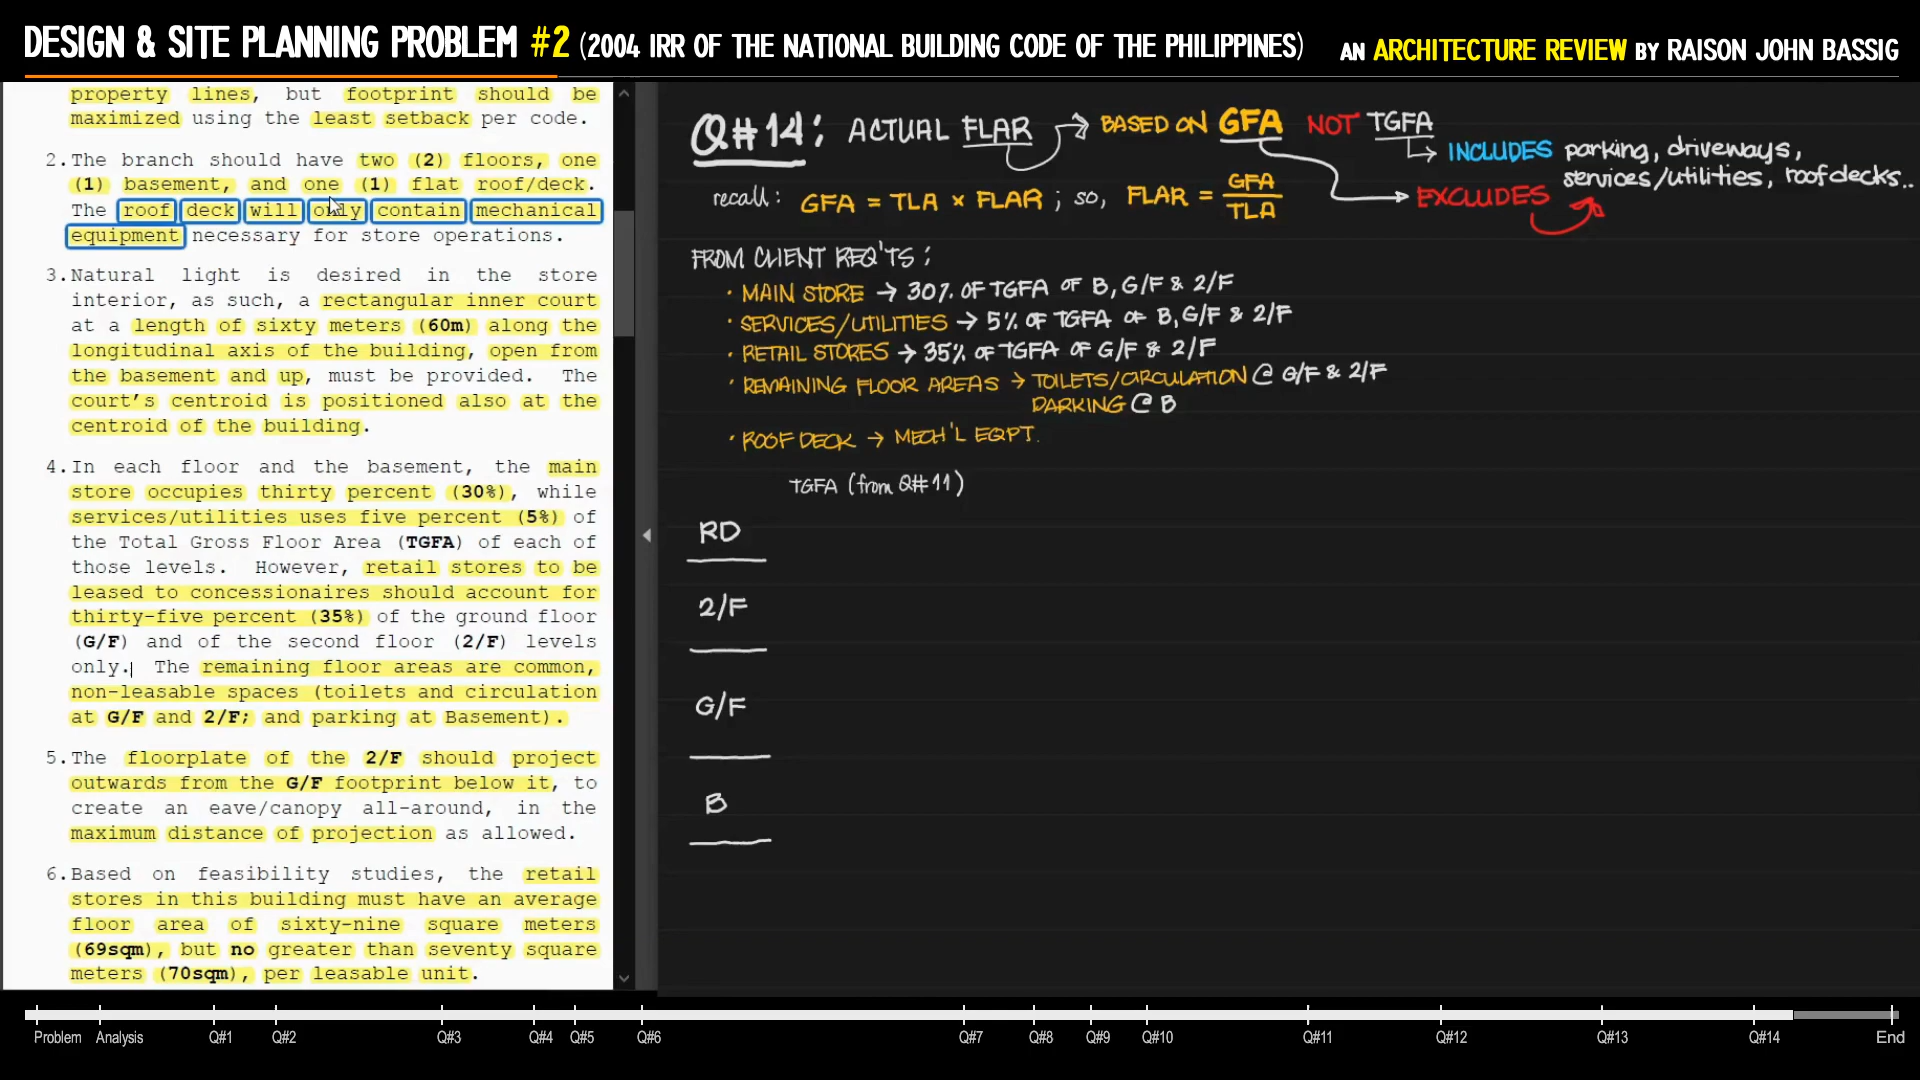 DESIGN & SITE PLANNING PROBLEM #2 (2004 IRR OF THE NATIONAL BUILDING CODE OF THE PHILIPPINES) AN ARCHITECTURE REVIEW BY RAISON JOHN BASSIG
property lines, but footprint should be
maximized using the least setback per code.
2. The branch should have two (2) floors, one
(1) basement, and one (1) flat roof/deck.
The roof deck will only contain mechanical
equipment necessary for store operations.
3. Natural light is desired in the store
interior, as such, a rectangular inner court
at a length of sixty meters (60m) along the
longitudinal axis of the building, open from
the basement and up, must be provided. The
court's centroid is positioned also at the
centroid of the building.
4. In each floor and the basement, the main
store occupies thirty percent (30%), while
services/utilities uses five percent (5%) of
the Total Gross Floor Area (TGFA) of each of
those levels. However, retail stores to be
leased to concessionaires should account for
thirty-five percent (35%) of the ground floor
(G/F) and of the second floor (2/F) levels
only. The remaining floor areas are common,
non-leasable spaces (toilets and circulation
at G/F and 2/F; and parking at Basement).
5. The floorplate of the 2/F should project
outwards from the G/F footprint below it, to
create an eave/canopy all-around, in the
maximum distance of projection as allowed.
6. Based on feasibility studies, the retail
stores in this building must have an average
floor area of sixty-nine square meters
(69sqm), but no greater than seventy square
meters (70sqm), per leasable unit.
Q#14: ACTUAL FLAR → BASED ON GFA NOT TGFA
→ INCLUDES parking, driveways,
services/utilities, roofdecks..
→ EXCLUDES
recall: GFA = TLA × FLAR ; so, FLAR = GFA / TLA
FROM CLIENT REQ'TS :
· MAIN STORE → 30% OF TGFA OF B, G/F & 2/F
· SERVICES/UTILITIES → 5% OF TGFA OF B, G/F & 2/F
· RETAIL STORES → 35% OF TGFA OF G/F & 2/F
· REMAINING FLOOR AREAS → TOILETS/CIRCULATION @ G/F & 2/F
PARKING @ B
· ROOF DECK → MECH'L EQPT.
TGFA (from Q#11)
RD
2/F
G/F
B
Problem Analysis Q#1 Q#2 Q#3 Q#4 Q#5 Q#6 Q#7 Q#8 Q#9 Q#10 Q#11 Q#12 Q#13 Q#14 End